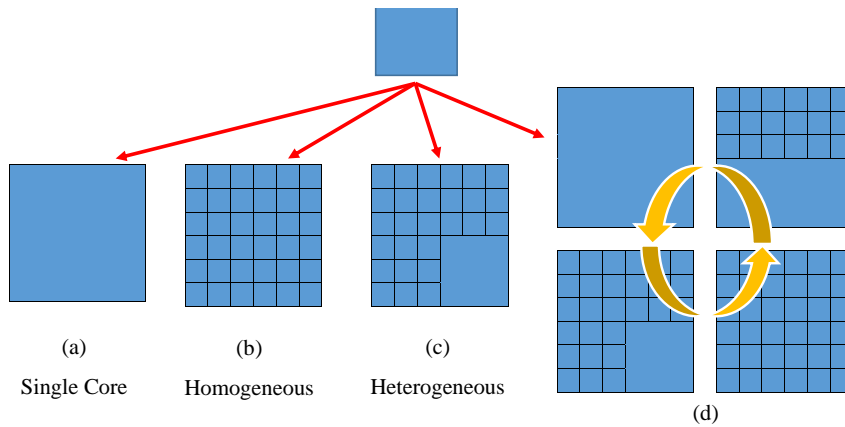 (a)
Single Core
(b)
Homogeneous
(c)
Heterogeneous
(d)